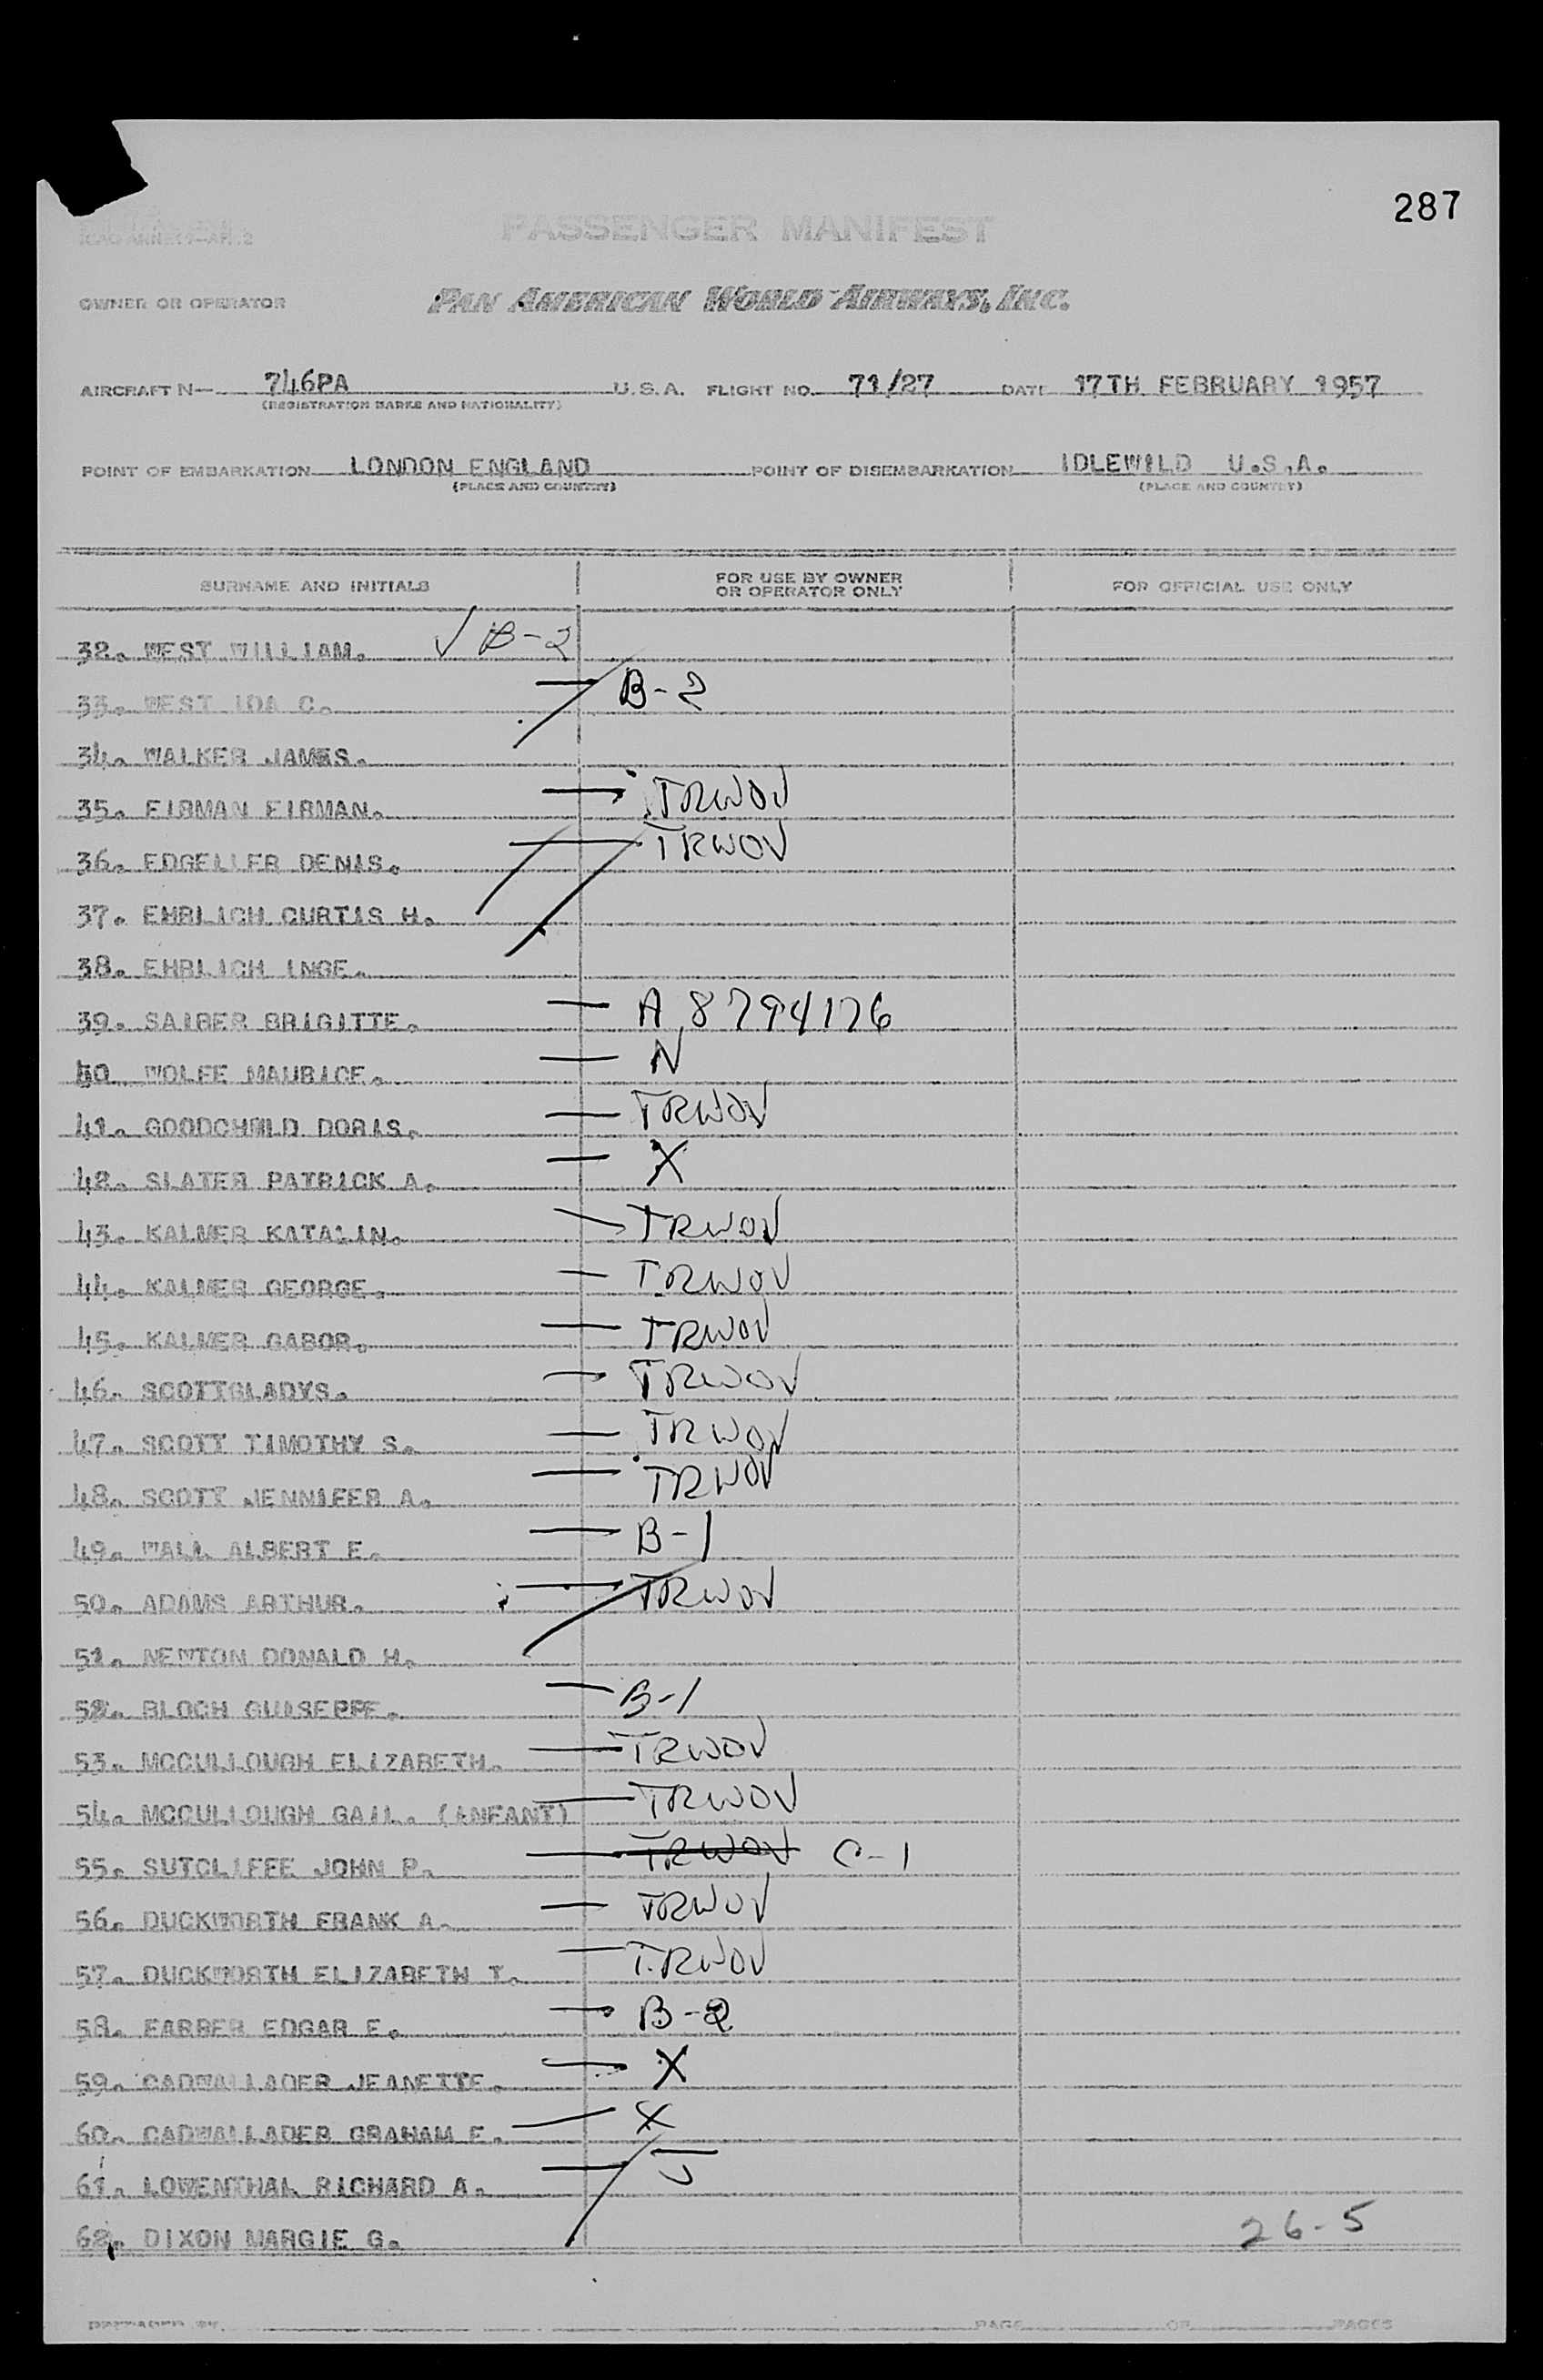 287
PASSENGER MANIFEST
OWNER OR OPERATOR PAN AMERICAN WORLD AIRWAYS, INC.
AIRCRAFT N— 746PA U.S.A. FLIGHT NO. 71/27 DATE 17TH FEBRUARY 1957
(REGISTRATION MARKS AND NATIONALITY)
POINT OF EMBARKATION LONDON ENGLAND POINT OF DISEMBARKATION IDLEWILD U.S.A.
(PLACE AND COUNTRY) (PLACE AND COUNTRY)
SURNAME AND INITIALS FOR USE BY OWNER OR OPERATOR ONLY FOR OFFICIAL USE ONLY
32. WEST WILLIAM. √ B-2
33. WEST IDA C. B-2
34. WALKER JAMES.
35. FIRMAN FIRMAN. TRWOV
36. EDGELLER DENIS. TRWOV
37. EHRLICH CURTIS H.
38. EHRLICH INGE.
39. SAIBER BRIGITTE. A 8794176
40. WOLFE MAURICE. N
41. GOODCHILD DORIS. TRWOV
42. SLATER PATRICK A. X
43. KALMER KATALIN. TRWOV
44. KALMER GEORGE. TRWOV
45. KALMER GABOR. TRWOV
46. SCOTTGLADYS. TRWOV
47. SCOTT TIMOTHY S. TRWOV
48. SCOTT JENNIFER A. TRWOV
49. WALL ALBERT E. B-1
50. ADAMS ARTHUR. TRWOV
51. NEWTON DONALD H.
52. BLOCH GUISEPPE. B-1
53. MCCULLOUGH ELIZABETH. TRWOV
54. MCCULLOUGH GAIL. (INFANT) TRWOV
55. SUTCLIFFE JOHN P. TRWOV C-1
56. DUCKWORTH FRANK A. TRWOV
57. DUCKWORTH ELIZABETH T. TRWOV
58. FARBER EDGAR E. B-2
59. CADWALLADER JEANETTE. X
60. CADWALLADER GRAHAM E. X
61. LOWENTHAL RICHARD A.
62. DIXON MARGIE G. 26-5
PAGE OF PAGES